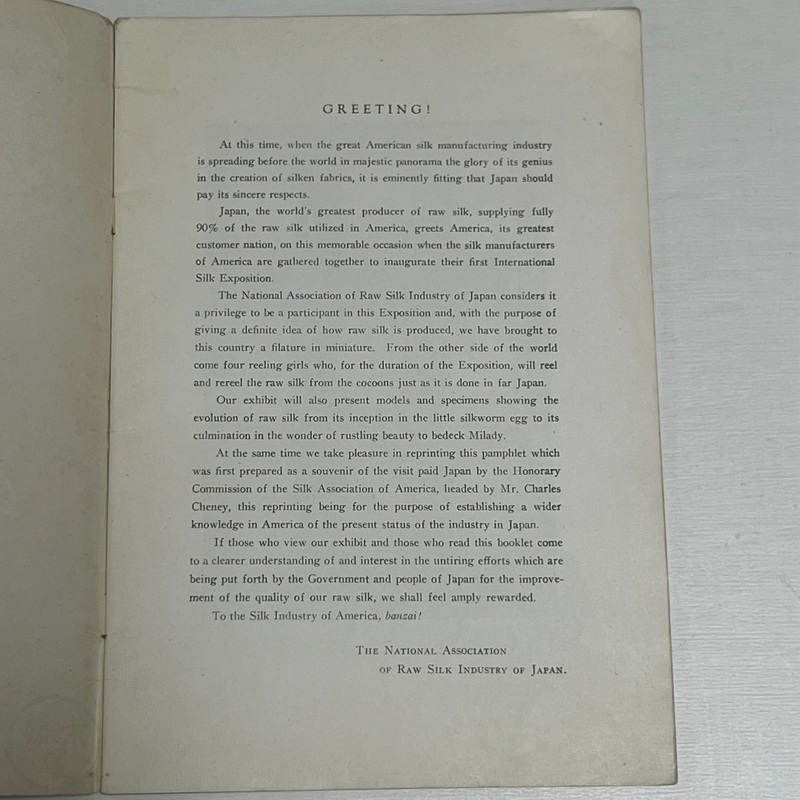 GREETING!
At this time, when the great American silk manufacturing industry
is spreading before the world in majestic panorama the glory of its genius
in the creation of silken fabrics, it is eminently fitting that Japan should
pay its sincere respects.
Japan, the world's greatest producer of raw silk, supplying fully
90% of the raw silk utilized in America, greets America, its greatest
customer nation, on this memorable occasion when the silk manufacturers
of America are gathered together to inaugurate their first International
Silk Exposition.
The National Association of Raw Silk Industry of Japan considers it
a privilege to be a participant in this Exposition and, with the purpose of
giving a definite idea of how raw silk is produced, we have brought to
this country a filature in miniature. From the other side of the world
come four reeling girls who, for the duration of the Exposition, will reel
and rereel the raw silk from the cocoons just as it is done in far Japan.
Our exhibit will also present models and specimens showing the
evolution of raw silk from its inception in the little silkworm egg to its
culmination in the wonder of rustling beauty to bedeck Milady.
At the same time we take pleasure in reprinting this pamphlet which
was first prepared as a souvenir of the visit paid Japan by the Honorary
Commission of the Silk Association of America, headed by Mr. Charles
Cheney, this reprinting being for the purpose of establishing a wider
knowledge in America of the present status of the industry in Japan.
If those who view our exhibit and those who read this booklet come
to a clearer understanding of and interest in the untiring efforts which are
being put forth by the Government and people of Japan for the improve-
ment of the quality of our raw silk, we shall feel amply rewarded.
To the Silk Industry of America, banzai!
THE NATIONAL ASSOCIATION
OF RAW SILK INDUSTRY OF JAPAN.